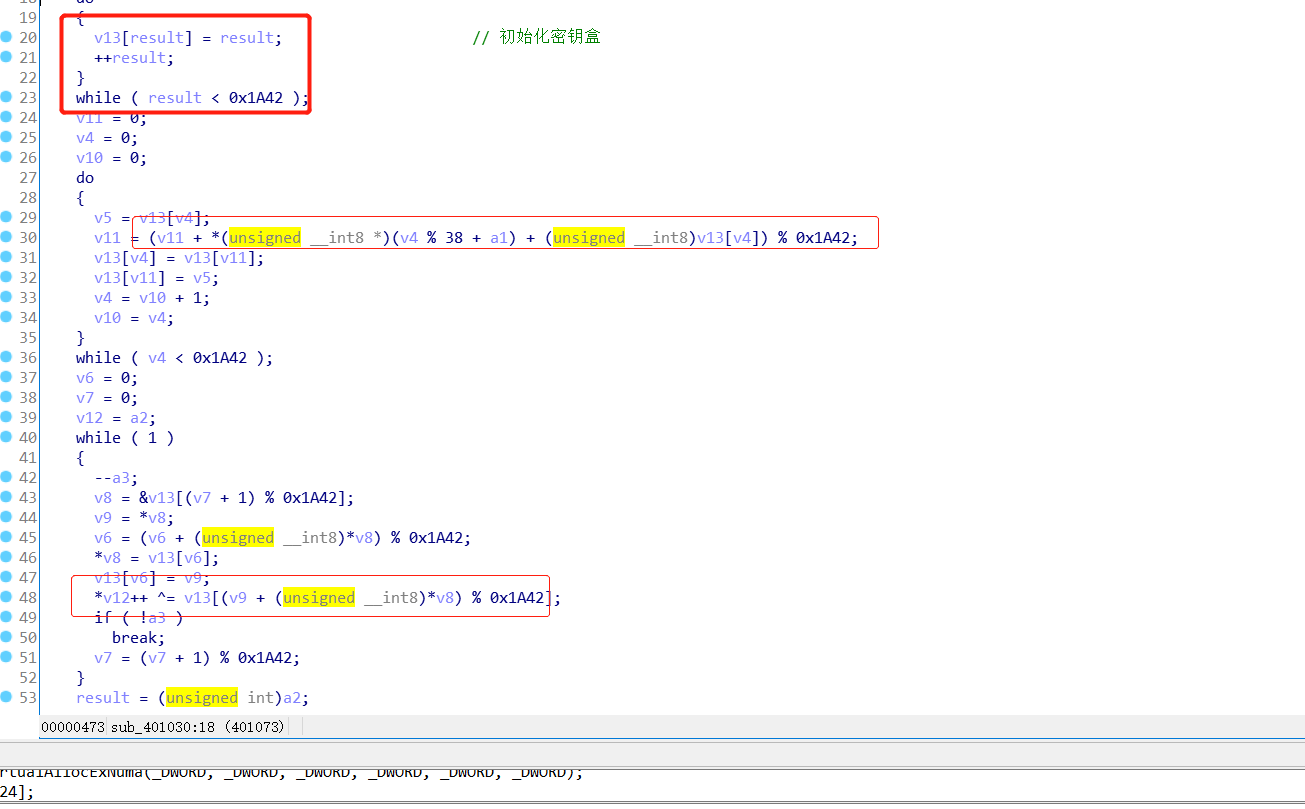 19 {
20 v13[result] = result; // 初始化密钥盒
21 ++result;
22 }
23 while ( result < 0x1A42 );
24 v11 = 0;
25 v4 = 0;
26 v10 = 0;
27 do
28 {
29 v5 = v13[v4];
30 v11 = (v11 + *(unsigned __int8 *)(v4 % 38 + a1) + (unsigned __int8)v13[v4]) % 0x1A42;
31 v13[v4] = v13[v11];
32 v13[v11] = v5;
33 v4 = v10 + 1;
34 v10 = v4;
35 }
36 while ( v4 < 0x1A42 );
37 v6 = 0;
38 v7 = 0;
39 v12 = a2;
40 while ( 1 )
41 {
42 --a3;
43 v8 = &v13[(v7 + 1) % 0x1A42];
44 v9 = *v8;
45 v6 = (v6 + (unsigned __int8)*v8) % 0x1A42;
46 *v8 = v13[v6];
47 v13[v6] = v9;
48 *v12++ ^= v13[(v9 + (unsigned __int8)*v8) % 0x1A42];
49 if ( !a3 )
50 break;
51 v7 = (v7 + 1) % 0x1A42;
52 }
53 result = (unsigned int)a2;
00000473 sub_401030:18 (401073)
rtualAllocExNuma(_DWORD, _DWORD, _DWORD, _DWORD, _DWORD, _DWORD);
24];